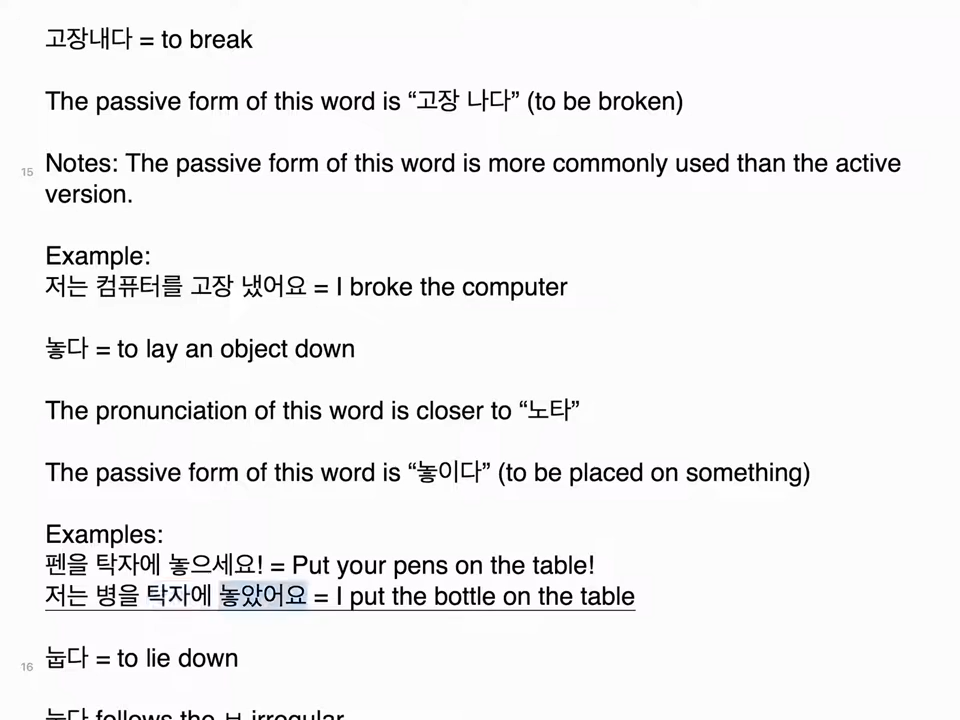 고장내다 = to break
The passive form of this word is “고장 나다” (to be broken)
15 Notes: The passive form of this word is more commonly used than the active
version.
Example:
저는 컴퓨터를 고장 냈어요 = I broke the computer
놓다 = to lay an object down
The pronunciation of this word is closer to “노타”
The passive form of this word is “놓이다” (to be placed on something)
Examples:
펜을 탁자에 놓으세요! = Put your pens on the table!
저는 병을 탁자에 놓았어요 = I put the bottle on the table
16 눕다 = to lie down
눕다 follows the ㅂ irregular